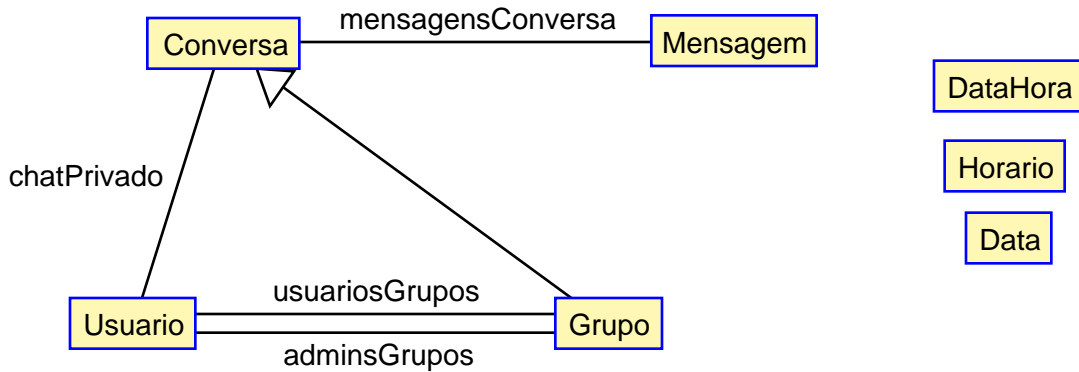 mensagensConversa
Conversa
Mensagem
DataHora
Horario
chatPrivado
Data
usuariosGrupos
Usuario
Grupo
adminsGrupos